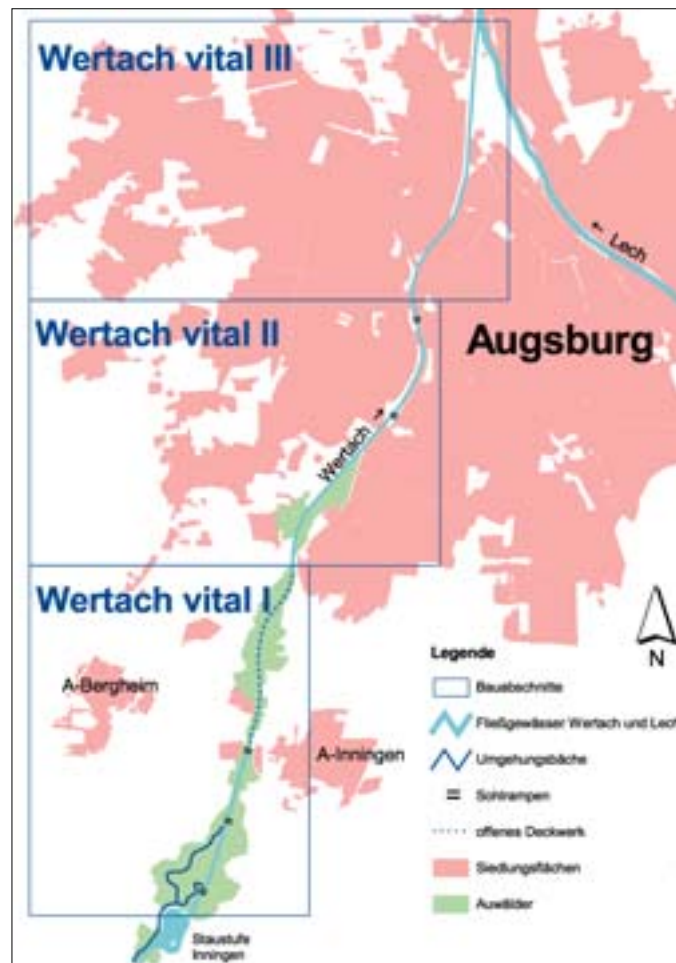 Wertach vital III
← Lech
Wertach vital II
Augsburg
Wertach →
Wertach vital I
A-Bergheim
A-Inningen
N
Legende
Bauabschnitte
Fließgewässer Wertach und Lech
Umgehungsbäche
Sohlrampen
offenes Deckwerk
Siedlungsflächen
Auwälder
Staustufe
Inningen